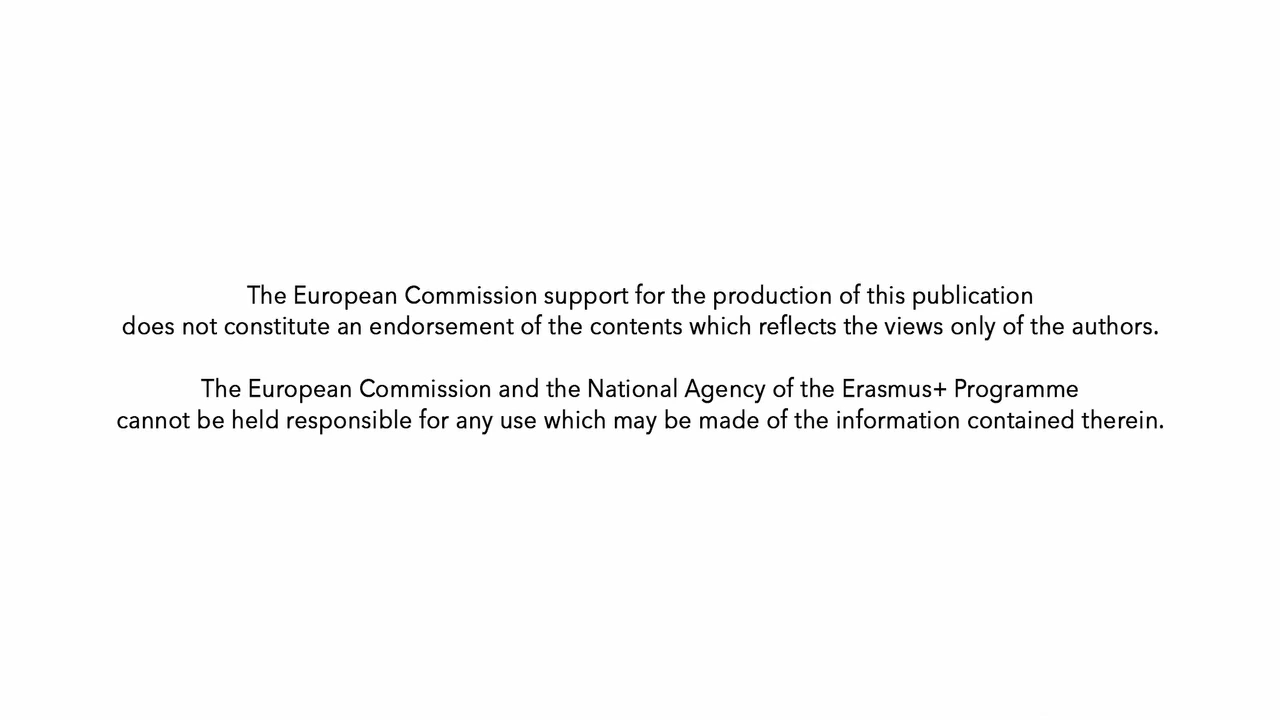 The European Commission support for the production of this publication
does not constitute an endorsement of the contents which reflects the views only of the authors.
The European Commission and the National Agency of the Erasmus+ Programme
cannot be held responsible for any use which may be made of the information contained therein.